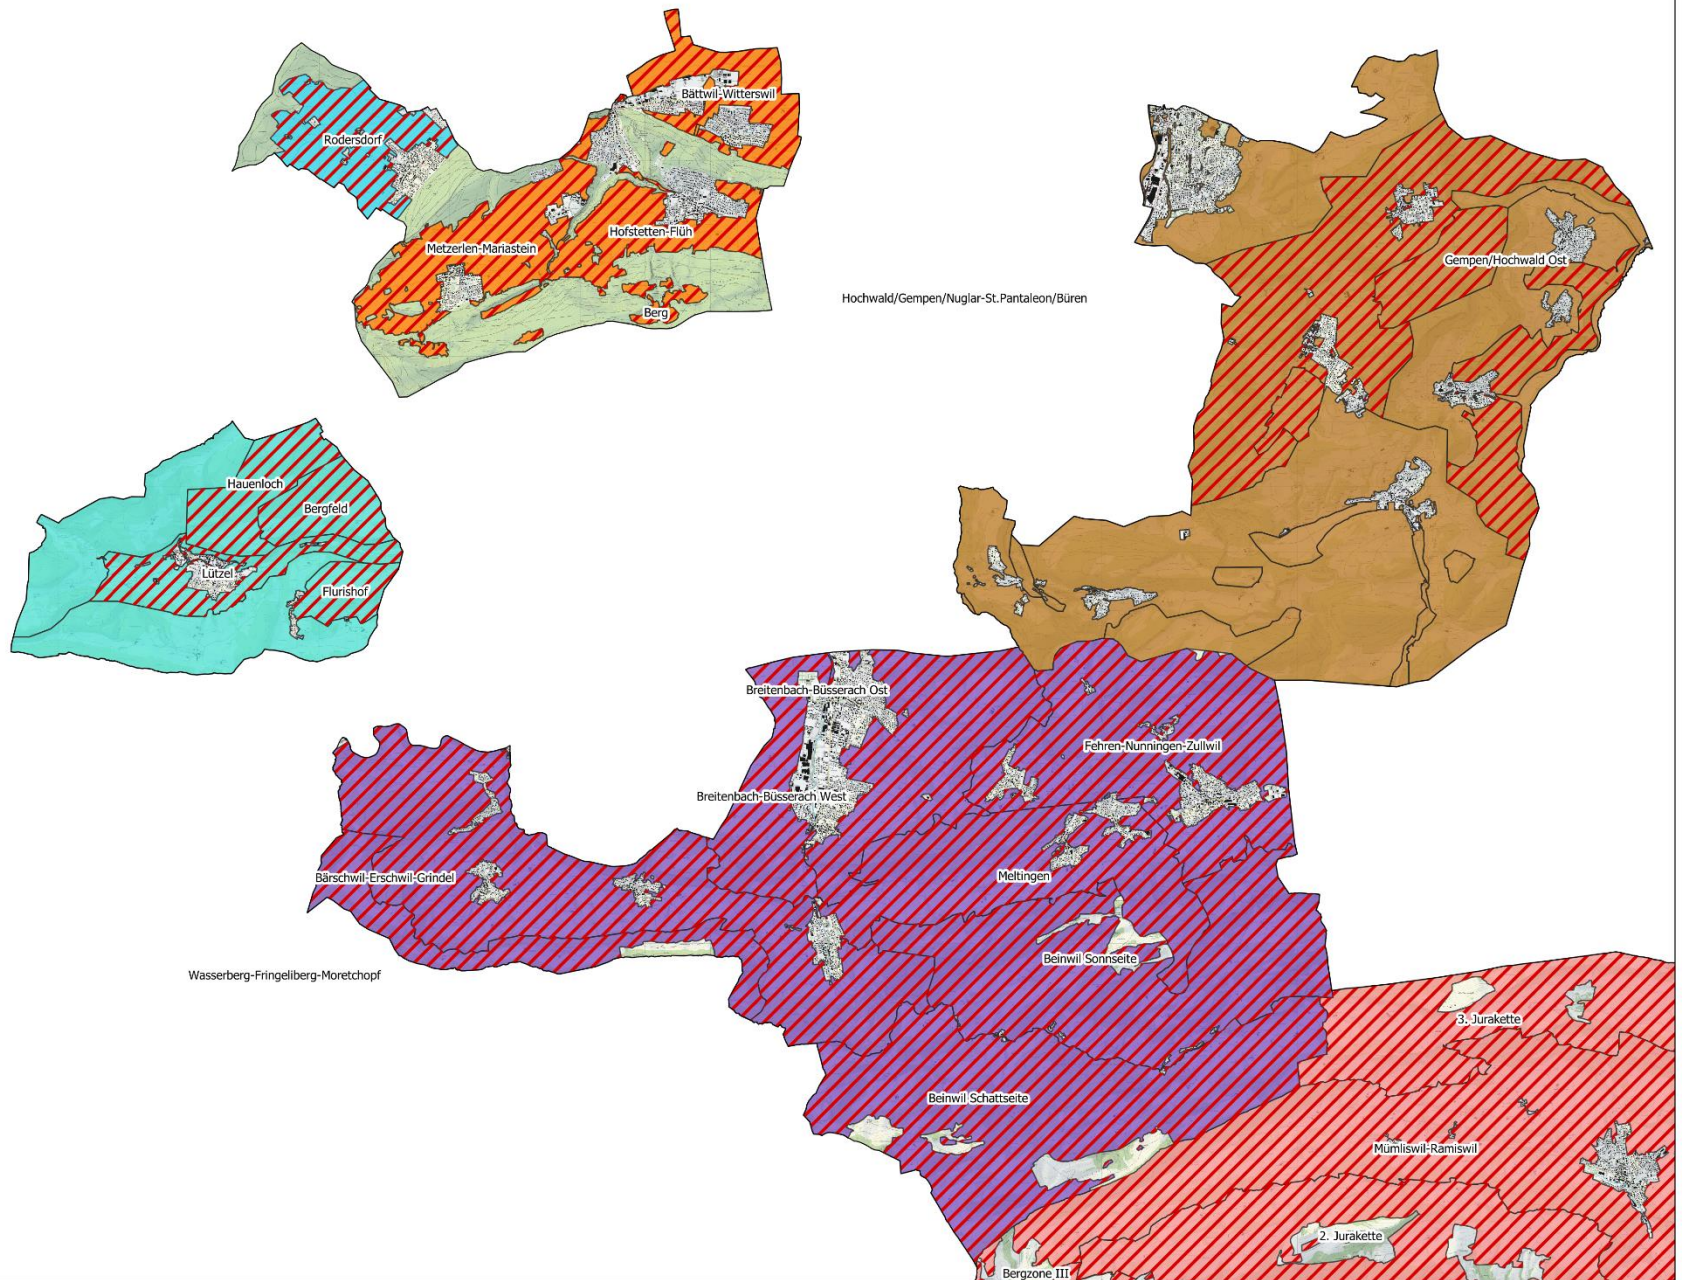 Bättwil-Witterswil
Rodersdorf
Hofstetten-Flüh
Metzerlen-Mariastein
Gempen/Hochwald Ost
Hochwald/Gempen/Nuglar-St.Pantaleon/Büren
Berg
Hauenloch
Bergfeld
Lützel
Flurishof
Breitenbach-Büsserach Ost
Fehren-Nunningen-Zullwil
Breitenbach-Büsserach West
Meltingen
Bärschwil-Erschwil-Grindel
Beinwil Sonnseite
Wasserberg-Fringeliberg-Moretchopf
3. Jurakette
Beinwil Schattseite
Mümliswil-Ramiswil
2. Jurakette
Bergzone III